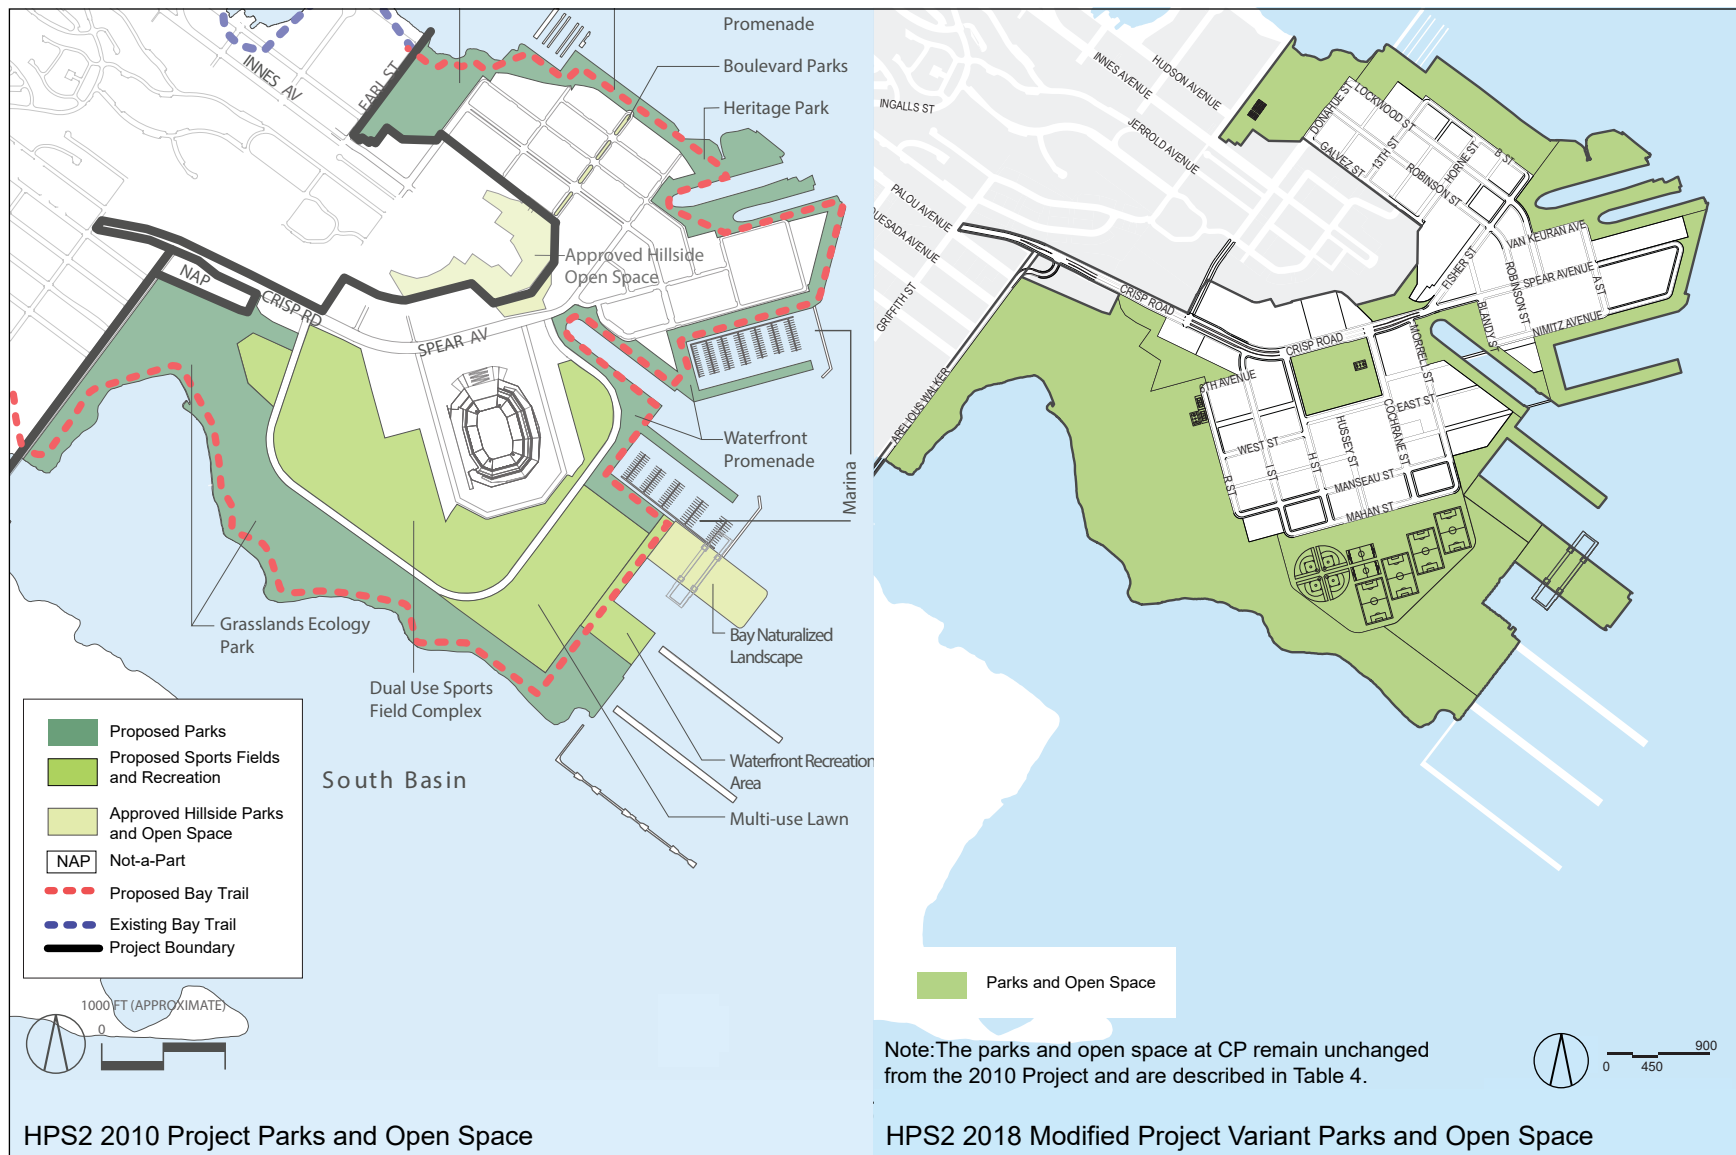 Promenade
Boulevard Parks
Heritage Park
INNES AV
EARL ST
Approved Hillside
Open Space
NAP
CRISP RD
SPEAR AV
Waterfront
Promenade
Marina
Grasslands Ecology
Park
Dual Use Sports
Field Complex
Bay Naturalized
Landscape
Waterfront Recreation
Area
Multi-use Lawn
South Basin
Proposed Parks
Proposed Sports Fields
and Recreation
Approved Hillside Parks
and Open Space
NAP Not-a-Part
Proposed Bay Trail
Existing Bay Trail
Project Boundary
1000 FT (APPROXIMATE)
0
HPS2 2010 Project Parks and Open Space
HUDSON AVENUE
INNES AVENUE
INGALLS ST
JERROLD AVENUE
PALOU AVENUE
QUESADA AVENUE
GRIFFITH ST
DONAHUE ST
LOCKWOOD ST
GALVEZ ST
13TH ST
ROBINSON ST
HORNE ST
B ST
VAN KEURAN AVE
FISHER ST
ROBINSON ST
SPEAR AVENUE
A ST
BLANDY ST
NIMITZ AVENUE
CRISP ROAD
CRISP ROAD
MORREL ST
ARELIOUS WALKER
6TH AVENUE
EAST ST
COCHRANE ST
HUSSEY ST
WEST ST
H ST
I ST
R ST
MANSEAU ST
MAHAN ST
Parks and Open Space
Note:The parks and open space at CP remain unchanged
from the 2010 Project and are described in Table 4.
900
0 450
HPS2 2018 Modified Project Variant Parks and Open Space